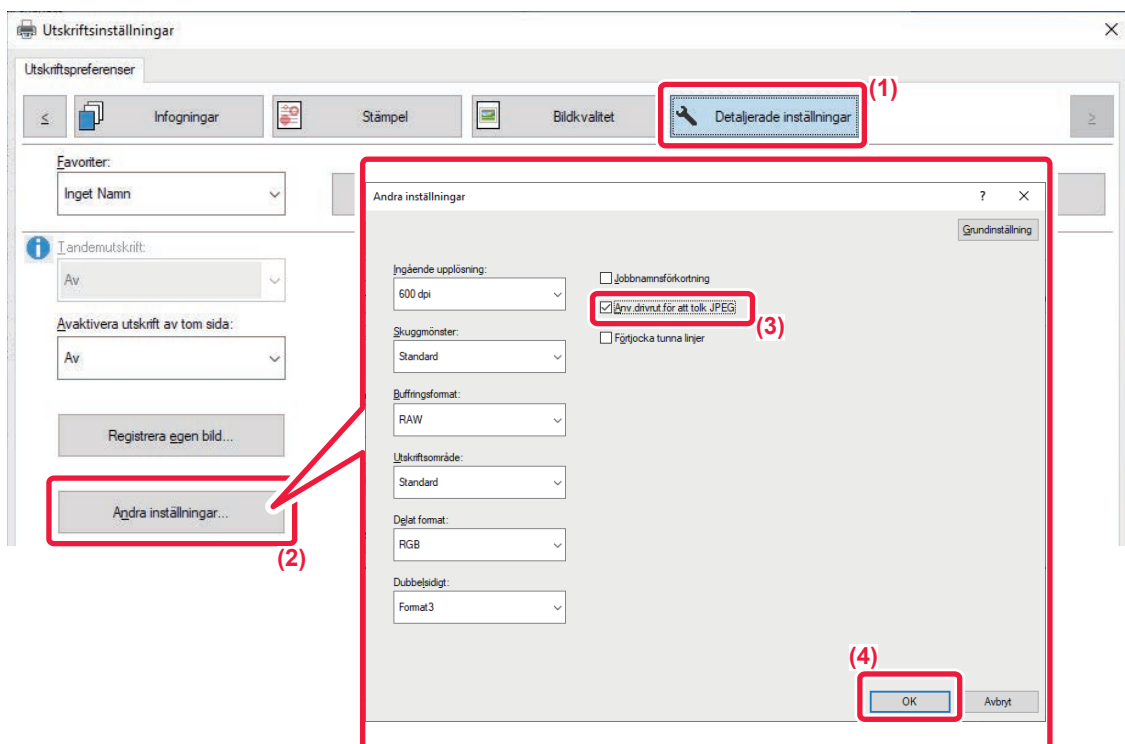 Utskriftsinställningar
Utskriftspreferenser
(1)
<
Infogningar
Stämpel
Bildkvalitet
Detaljerade inställningar
>
Favoriter:
Inget Namn
Tandemutskrift:
Av
Avaktivera utskrift av tom sida:
Av
Registrera egen bild...
Andra inställningar...
(2)
Andra inställningar
?
Grundinställning
Ingående upplösning:
600 dpi
Skuggmönster:
Standard
Buffringsformat:
RAW
Utskriftsområde:
Standard
Delat format:
RGB
Dubbelsidigt:
Format3
Jobbnamnsförkortning
Anv.drivrut.för att tolk JPEG
(3)
Förtjocka tunna linjer
(4)
OK
Avbryt